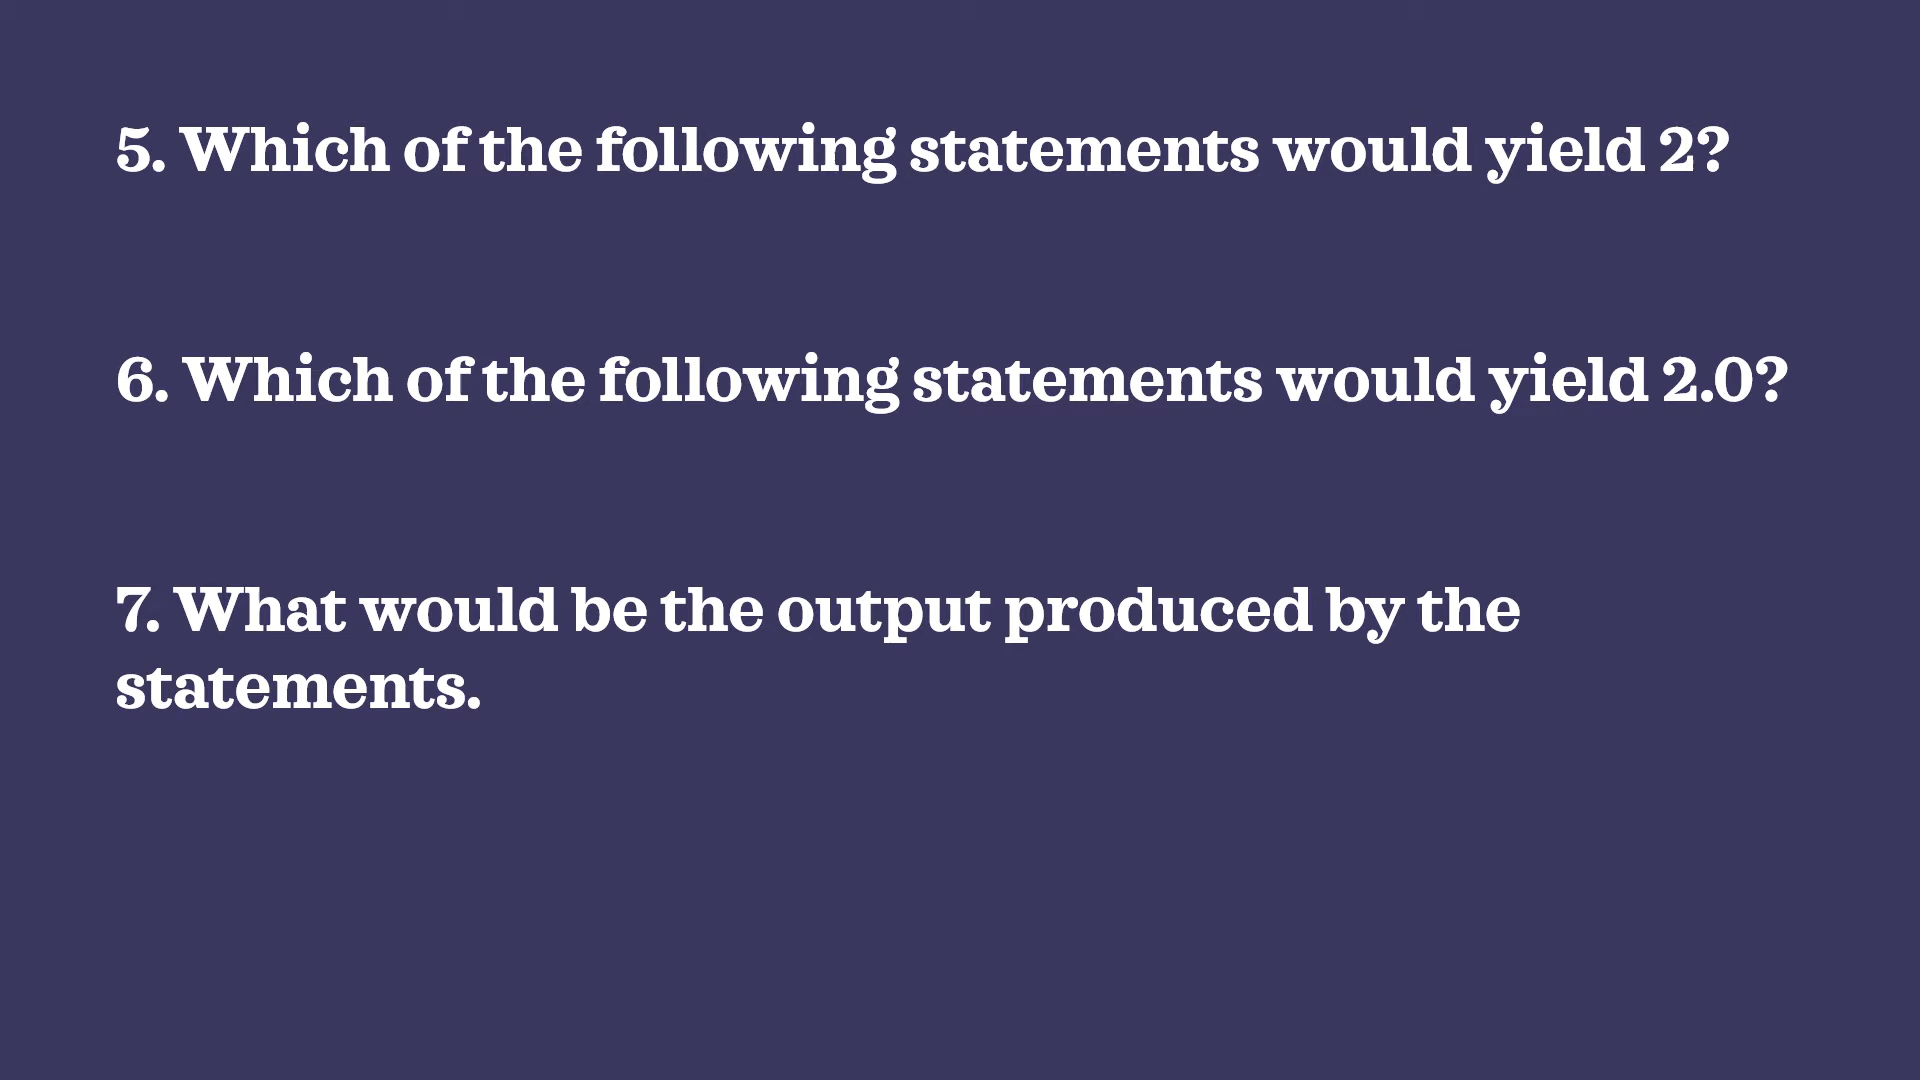 5. Which of the following statements would yield 2?
6. Which of the following statements would yield 2.0?
7. What would be the output produced by the
statements.